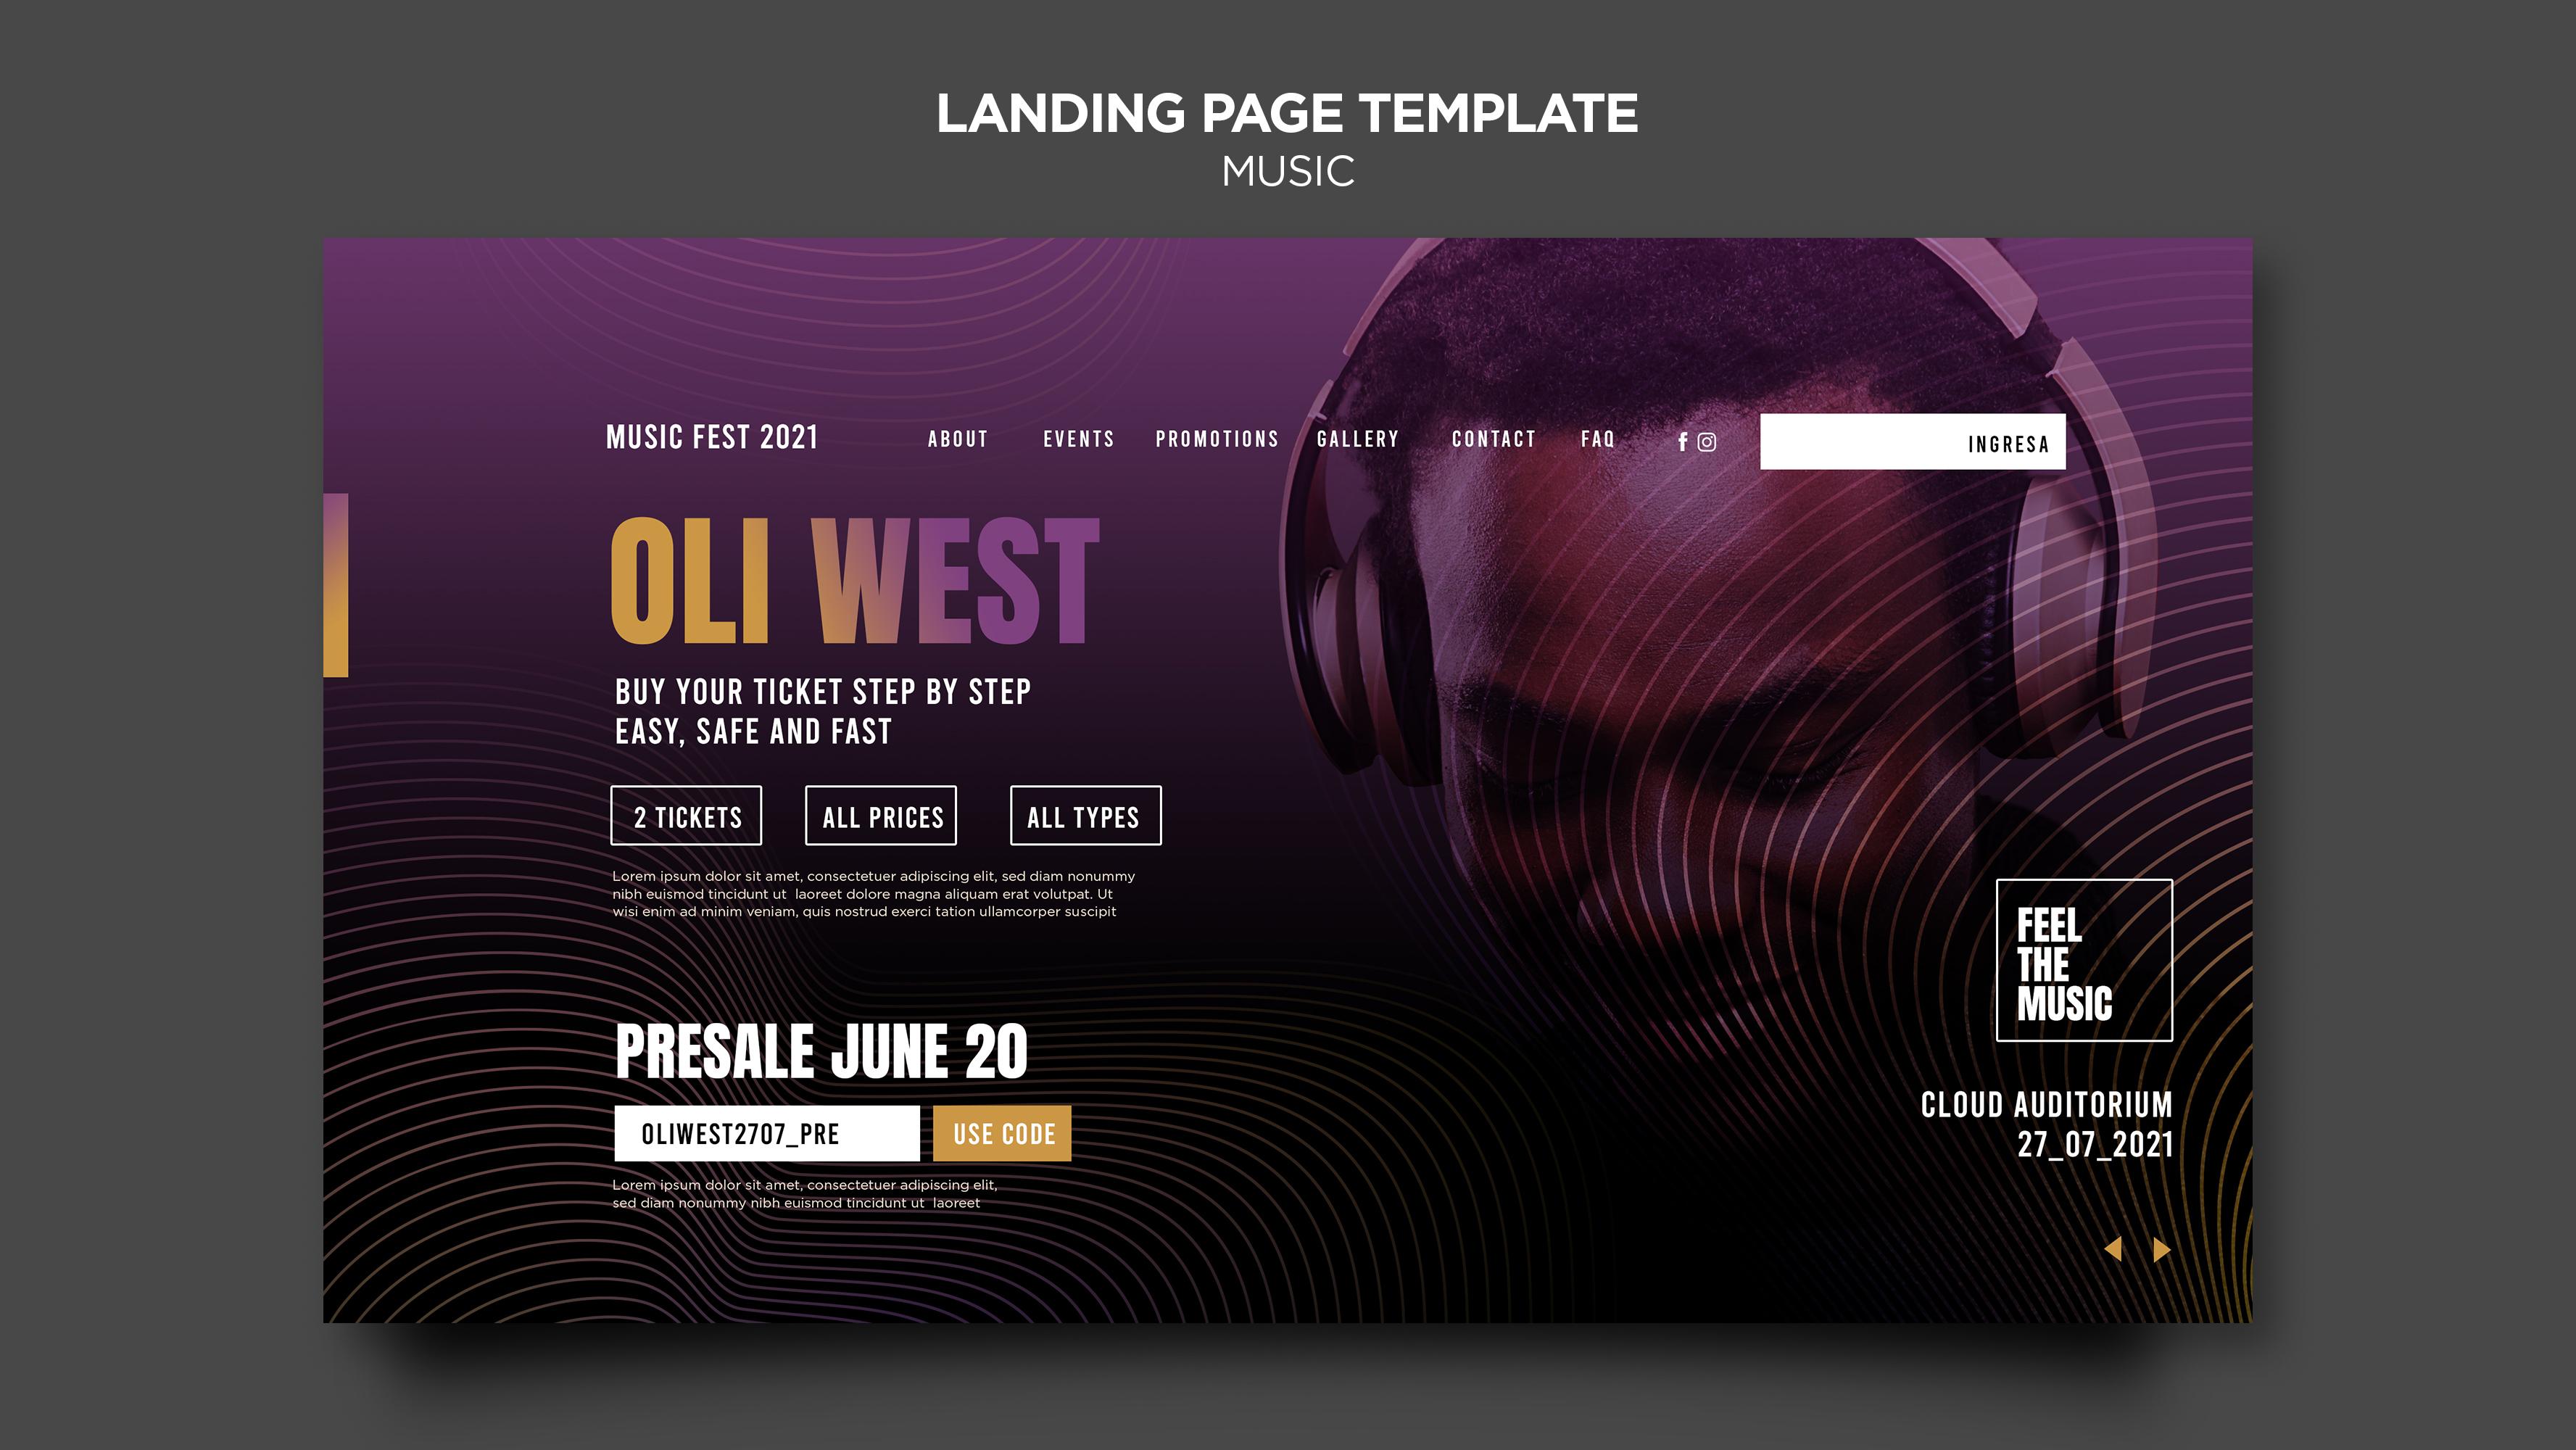 LANDING PAGE TEMPLATE
MUSIC
MUSIC FEST 2021
ABOUT
EVENTS
PROMOTIONS
GALLERY
CONTACT
FAQ
f
INGRESA
OLI WEST
BUY YOUR TICKET STEP BY STEP
EASY, SAFE AND FAST
2 TICKETS
ALL PRICES
ALL TYPES
Lorem ipsum dolor sit amet, consectetuer adipiscing elit, sed diam nonummy
nibh euismod tincidunt ut laoreet dolore magna aliquam erat volutpat. Ut
wisi enim ad minim veniam, quis nostrud exerci tation ullamcorper suscipit
PRESALE JUNE 20
OLIWEST2707_PRE
USE CODE
Lorem ipsum dolor sit amet, consectetuer adipiscing elit,
sed diam nonummy nibh euismod tincidunt ut laoreet
FEEL
THE
MUSIC
CLOUD AUDITORIUM
27_07_2021